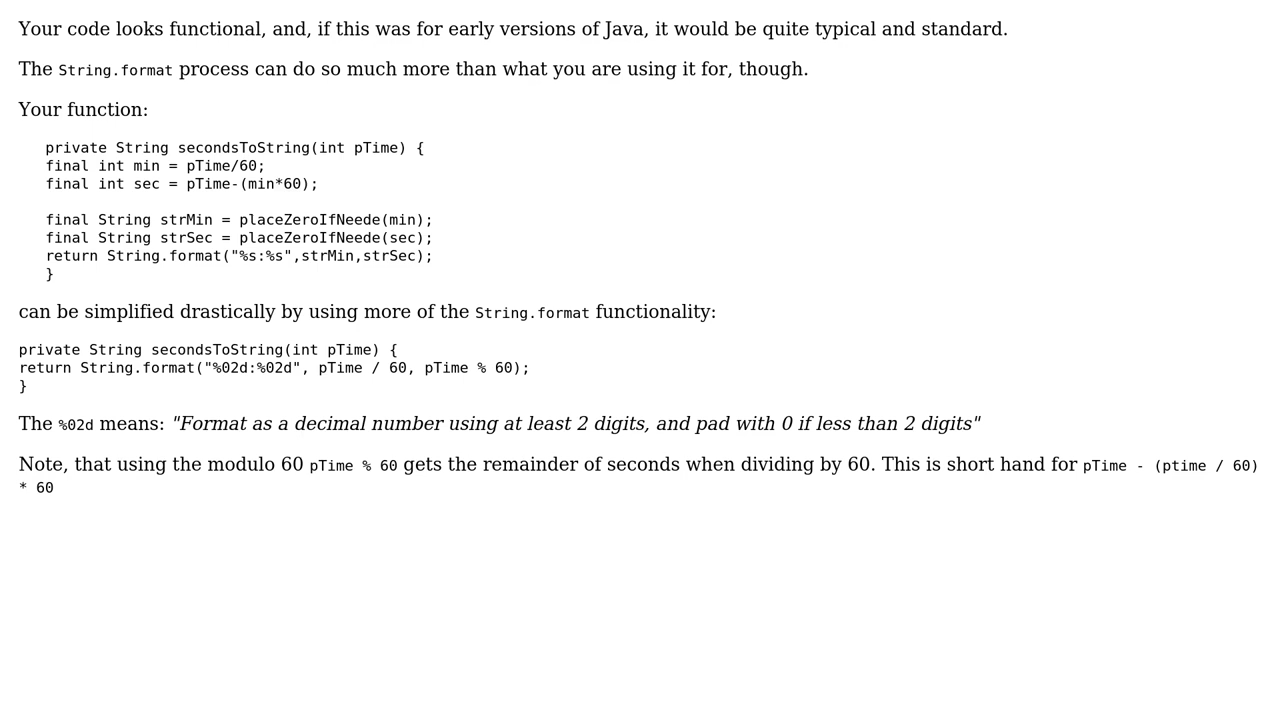 Your code looks functional, and, if this was for early versions of Java, it would be quite typical and standard.
The String.format process can do so much more than what you are using it for, though.
Your function:
private String secondsToString(int pTime) {
final int min = pTime/60;
final int sec = pTime-(min*60);
final String strMin = placeZeroIfNeede(min);
final String strSec = placeZeroIfNeede(sec);
return String.format("%s:%s",strMin,strSec);
}
can be simplified drastically by using more of the String.format functionality:
private String secondsToString(int pTime) {
return String.format("%02d:%02d", pTime / 60, pTime % 60);
}
The %02d means: "Format as a decimal number using at least 2 digits, and pad with 0 if less than 2 digits"
Note, that using the modulo 60 pTime % 60 gets the remainder of seconds when dividing by 60. This is short hand for pTime - (ptime / 60)
* 60